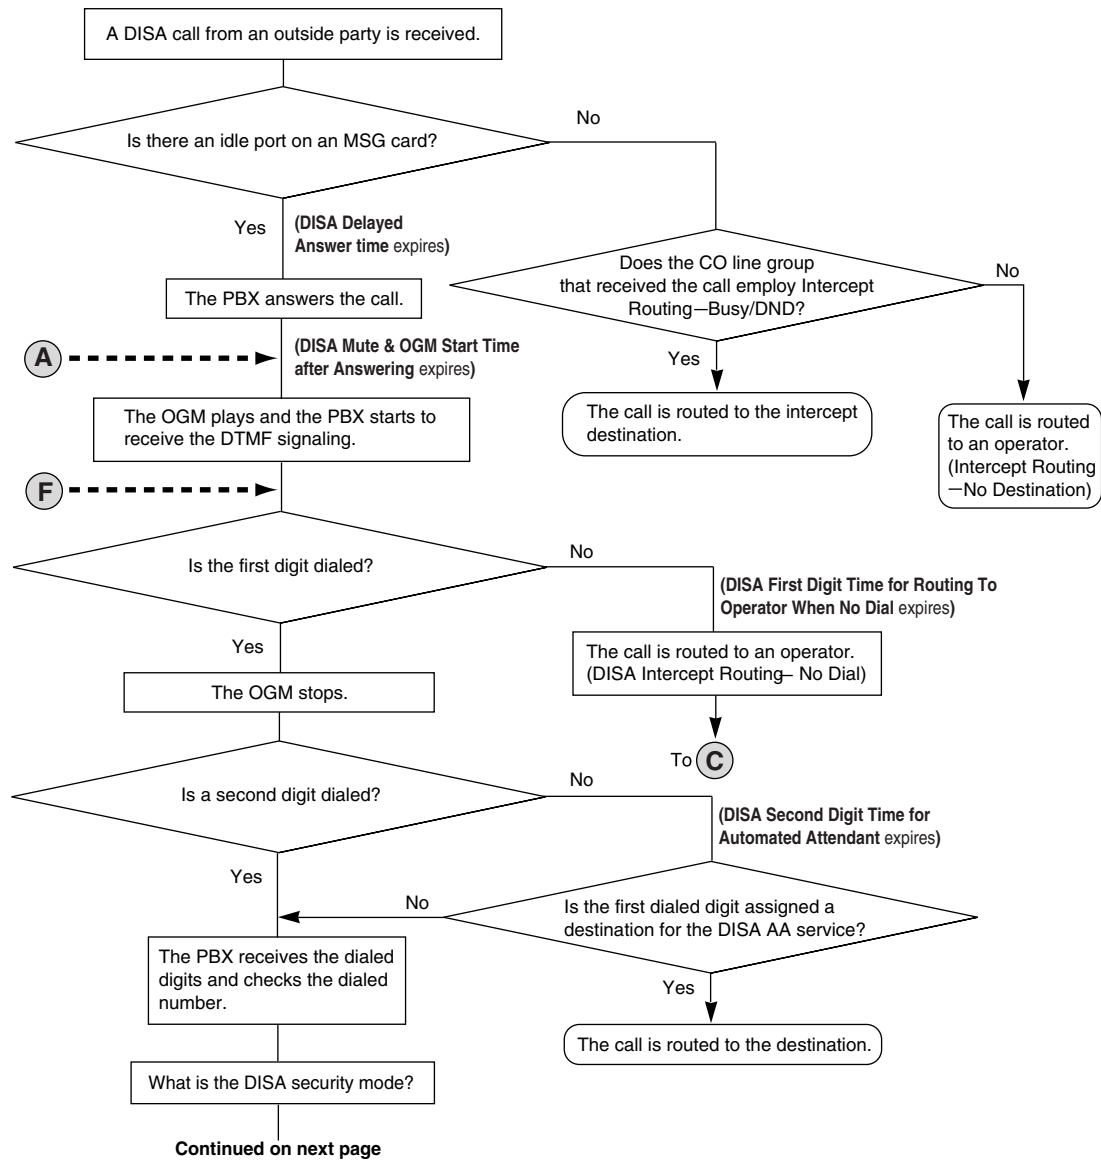 A DISA call from an outside party is received.
Is there an idle port on an MSG card?
No
Yes
(DISA Delayed
Answer time expires)
Does the CO line group
that received the call employ Intercept
Routing—Busy/DND?
No
The PBX answers the call.
Yes
A
(DISA Mute & OGM Start Time
after Answering expires)
The call is routed to the intercept
destination.
The call is routed
to an operator.
(Intercept Routing
—No Destination)
The OGM plays and the PBX starts to
receive the DTMF signaling.
F
Is the first digit dialed?
No
(DISA First Digit Time for Routing To
Operator When No Dial expires)
Yes
The call is routed to an operator.
(DISA Intercept Routing— No Dial)
The OGM stops.
To C
Is a second digit dialed?
No
(DISA Second Digit Time for
Automated Attendant expires)
Yes
No
Is the first dialed digit assigned a
destination for the DISA AA service?
The PBX receives the dialed
digits and checks the dialed
number.
Yes
The call is routed to the destination.
What is the DISA security mode?
Continued on next page